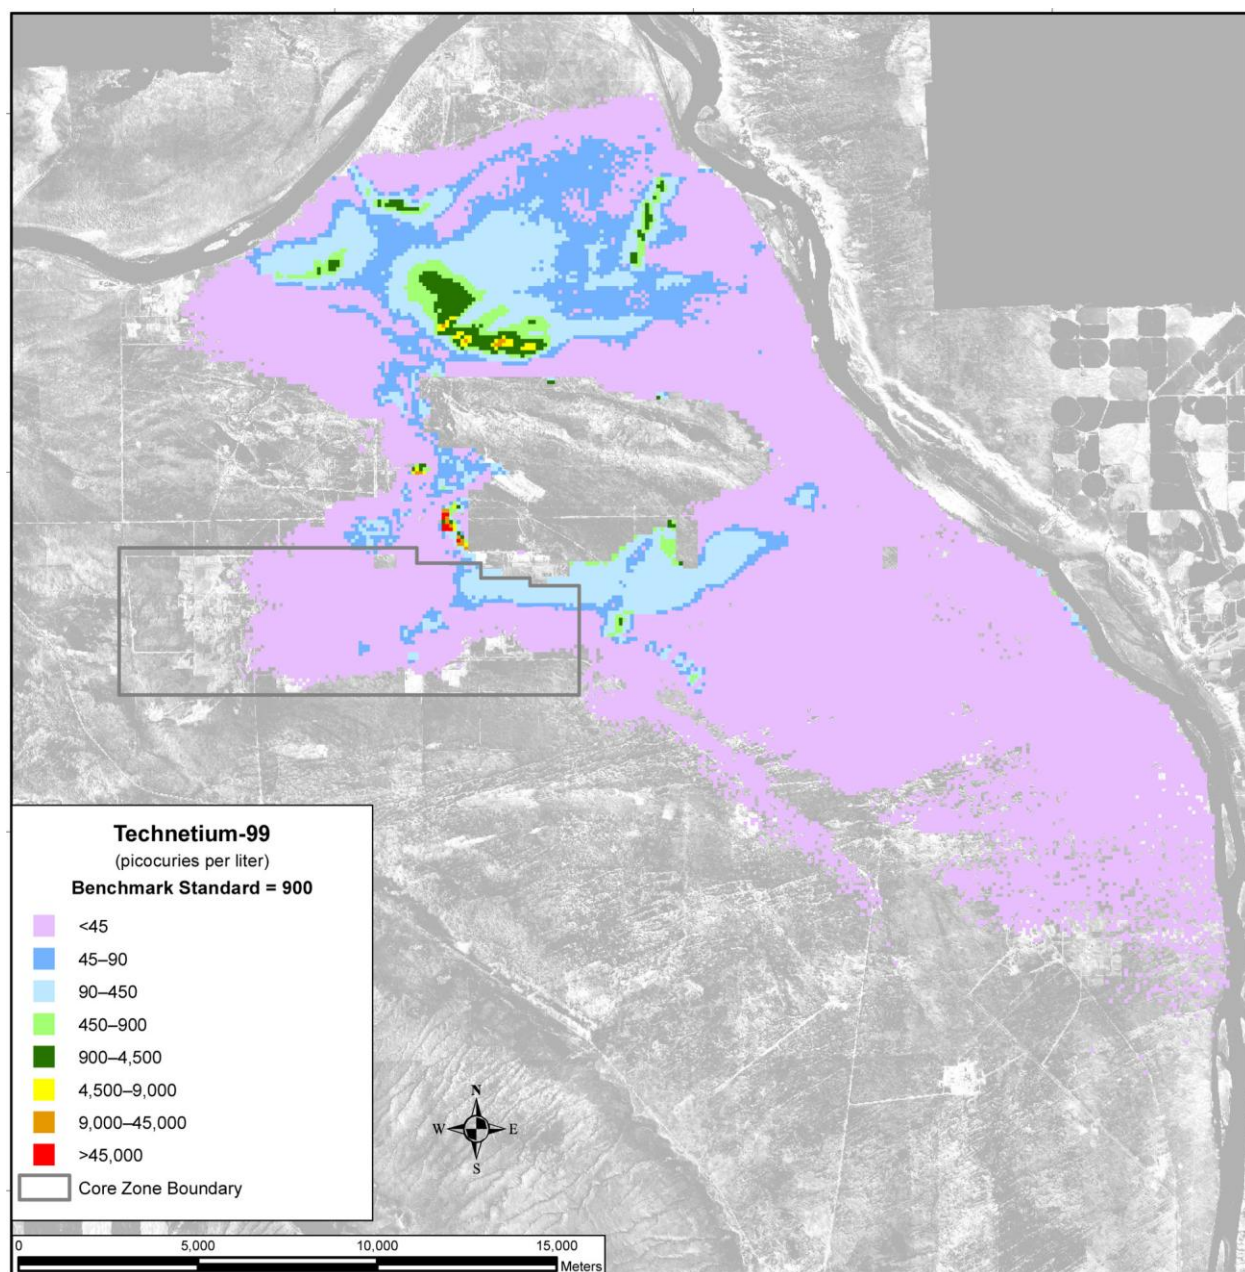 Technetium-99
(picocuries per liter)
Benchmark Standard = 900
<45
45–90
90–450
450–900
900–4,500
4,500–9,000
9,000–45,000
>45,000
Core Zone Boundary
N
W E
S
0 5,000 10,000 15,000
Meters